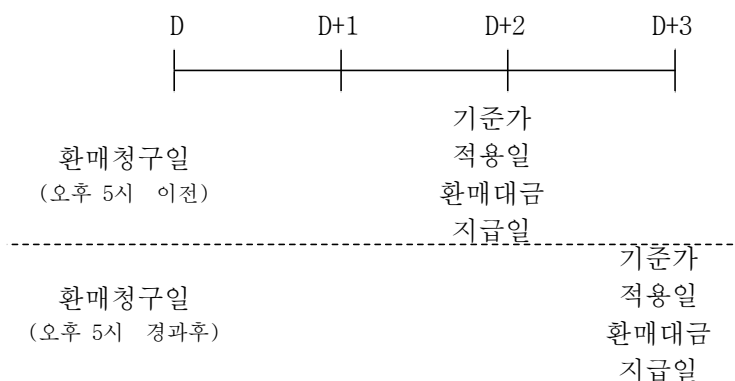 D D+1 D+2 D+3
기준가
적용일
환매대금
지급일
환매청구일
(오후 5시 이전)
기준가
적용일
환매대금
지급일
환매청구일
(오후 5시 경과후)